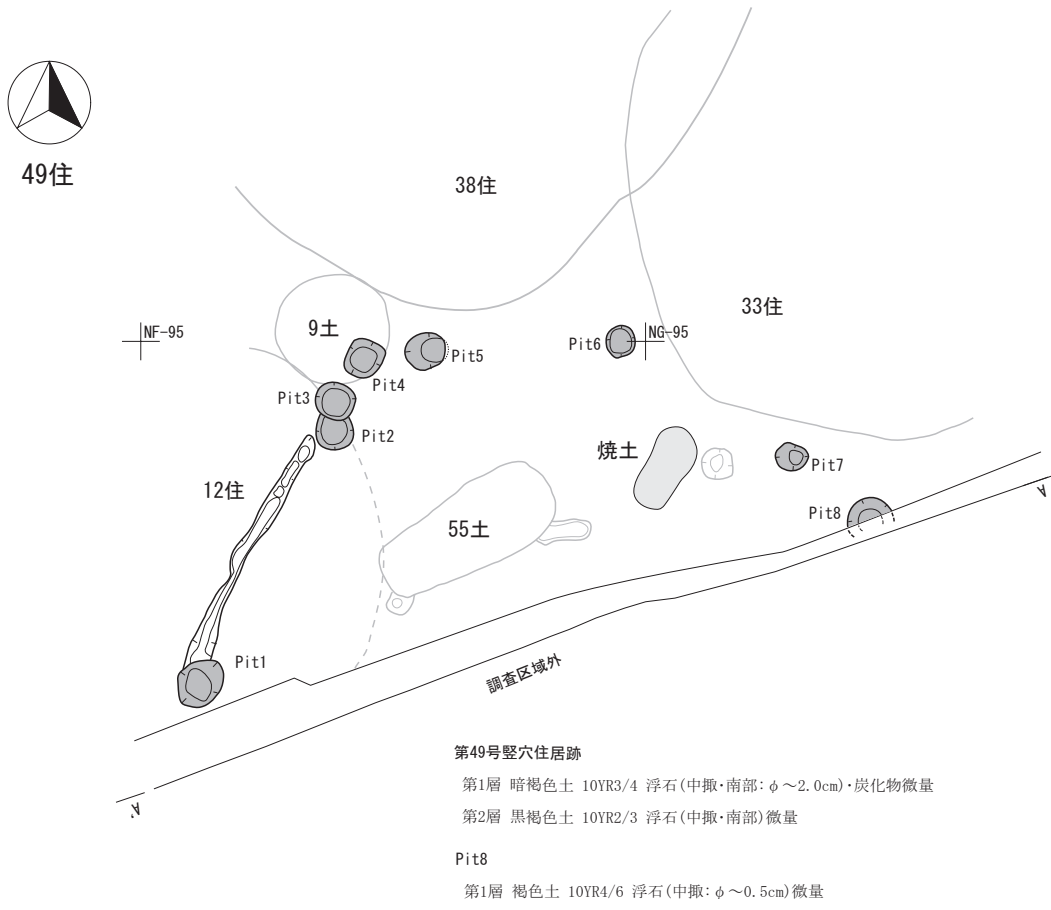 49住
38住
33住
NF-95
9土
NG-95
Pit6
Pit5
Pit4
Pit3
Pit2
焼土
Pit7
12住
Pit8
55土
A
Pit1
調査区域外
A'
第49号竪穴住居跡
第1層 暗褐色土 10YR3/4 浮石(中掫・南部:φ～2.0cm)・炭化物微量
第2層 黒褐色土 10YR2/3 浮石(中掫・南部)微量
Pit8
第1層 褐色土 10YR4/6 浮石(中掫:φ～0.5cm)微量